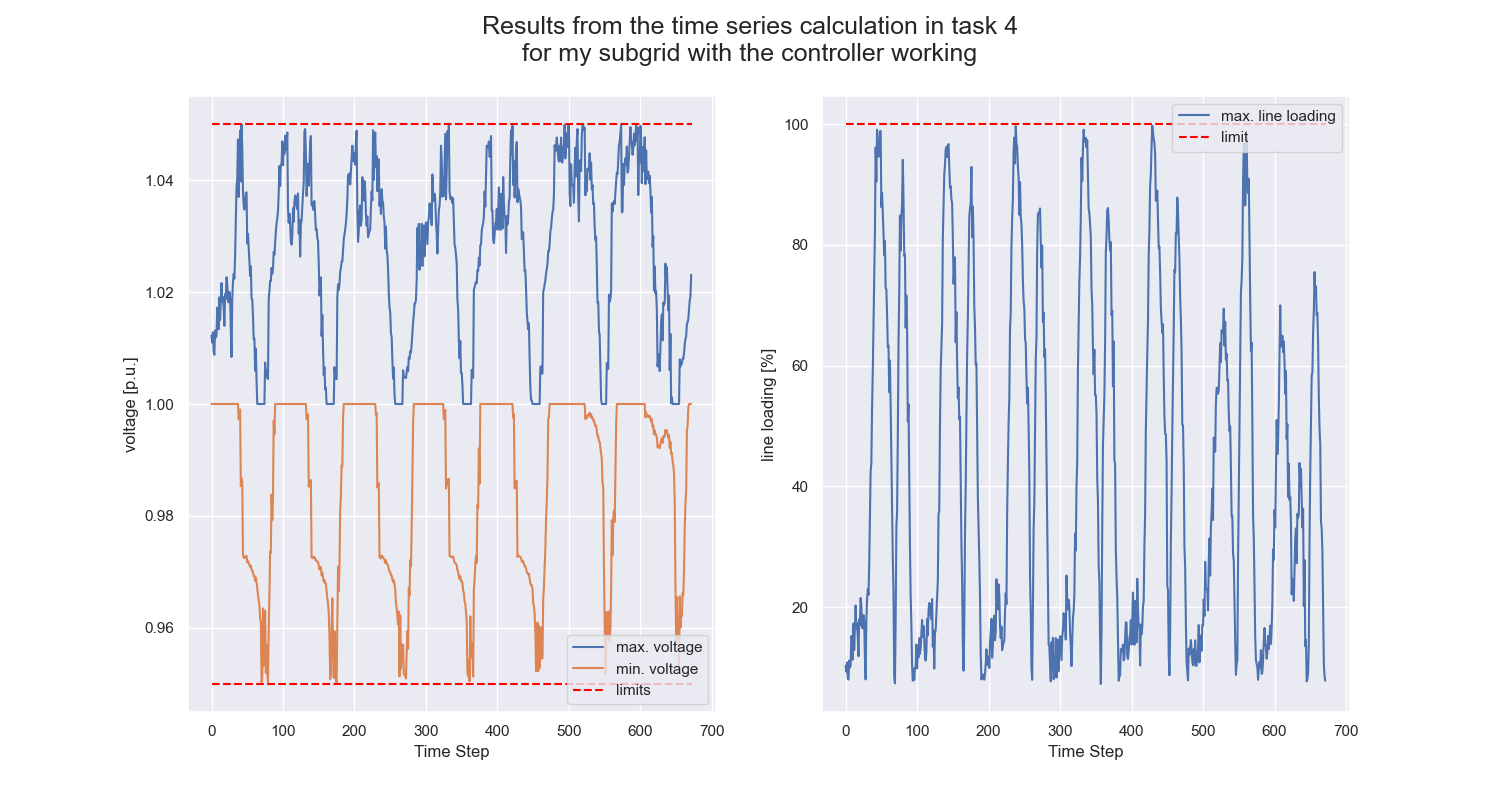 Results from the time series calculation in task 4
for my subgrid with the controller working
voltage [p.u.]
1.04
1.02
1.00
0.98
0.96
0
100
200
300
400
500
600
700
Time Step
max. voltage
min. voltage
limits
line loading [%]
100
80
60
40
20
0
100
200
300
400
500
600
700
Time Step
max. line loading
limit